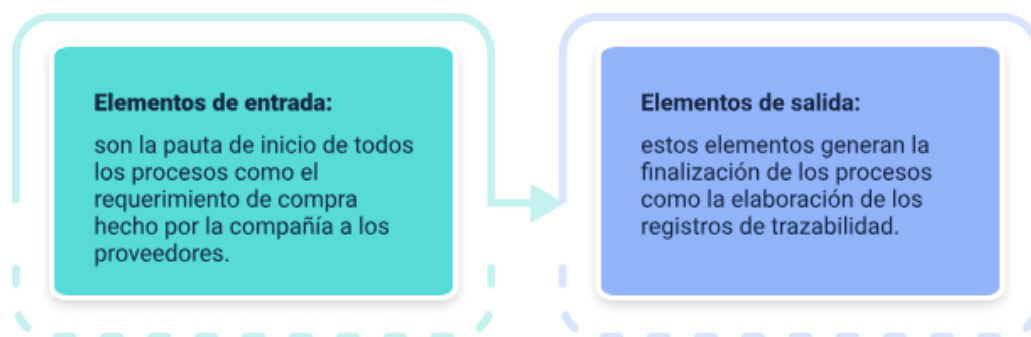 Elementos de entrada:
son la pauta de inicio de todos
los procesos como el
requerimiento de compra
hecho por la compañía a los
proveedores.
Elementos de salida:
estos elementos generan la
finalización de los procesos
como la elaboración de los
registros de trazabilidad.